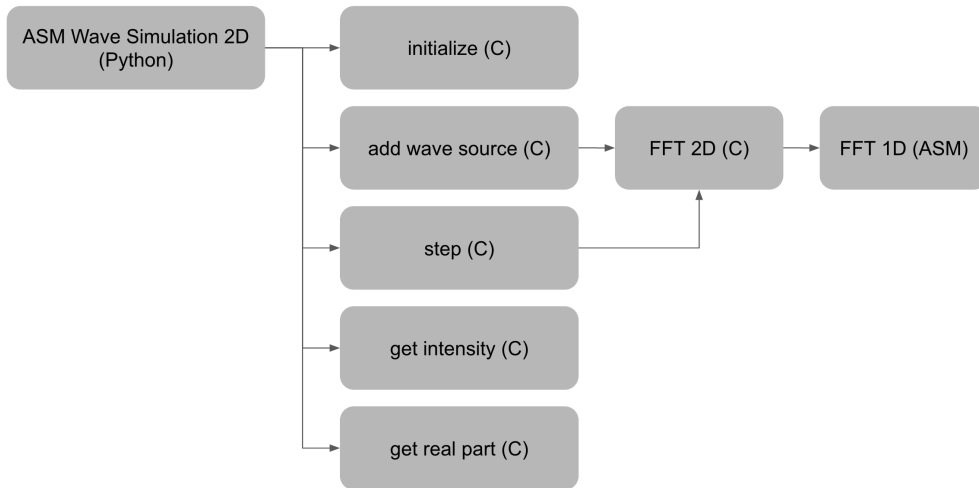 ASM Wave Simulation 2D
(Python)
initialize (C)
add wave source (C)
FFT 2D (C)
FFT 1D (ASM)
step (C)
get intensity (C)
get real part (C)